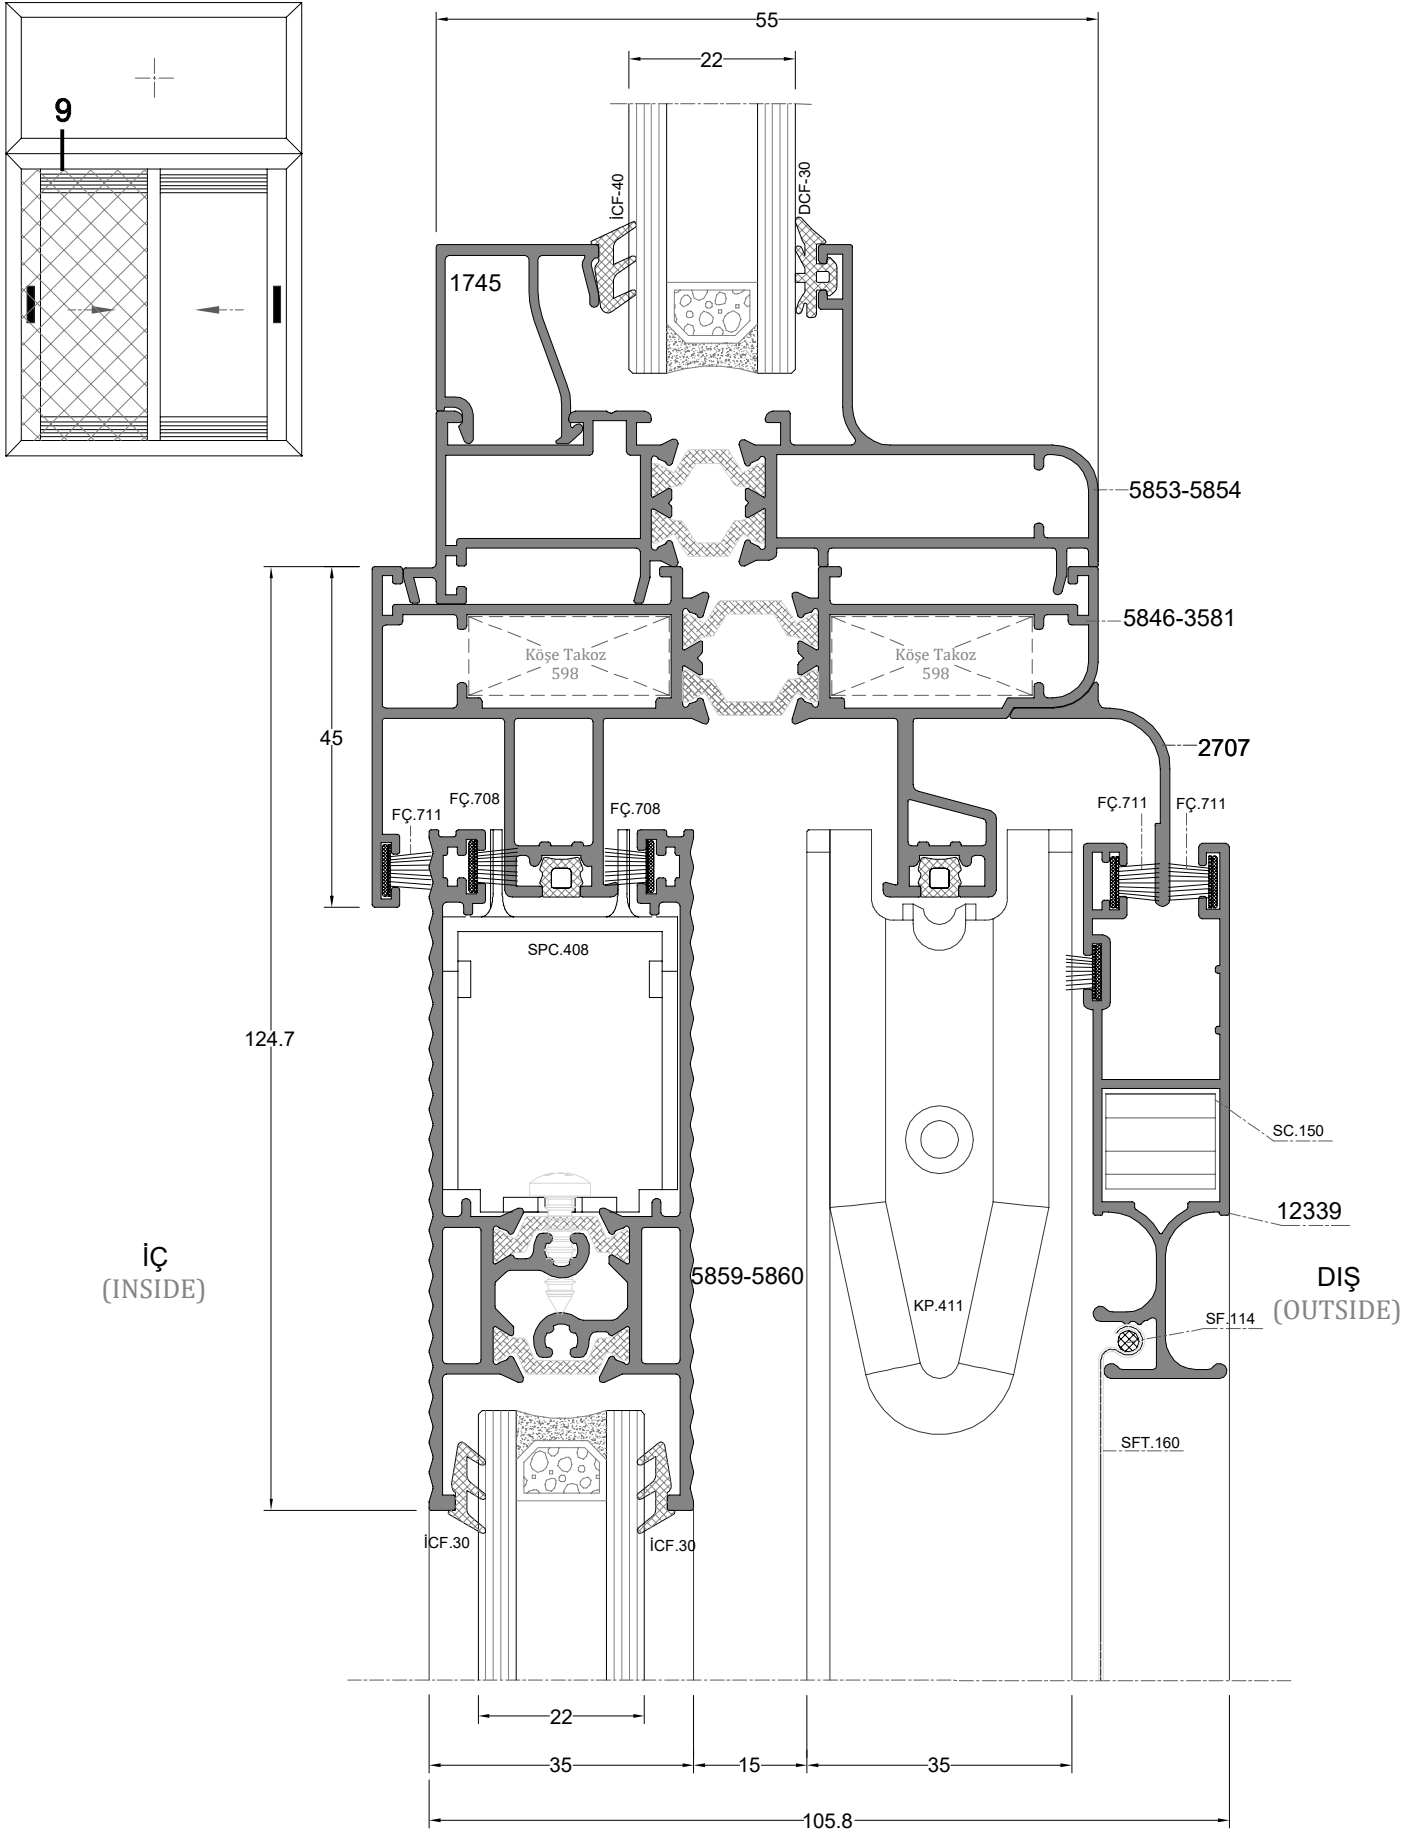 55
22
9
İCF-40
DCF-30
1745
5853-5854
5846-3581
Köşe Takoz
598
Köşe Takoz
598
45
2707
FÇ.711
FÇ.708
FÇ.708
FÇ.711
FÇ.711
SPC.408
124.7
SC.150
12339
İÇ
(INSIDE)
5859-5860
KP.411
DIŞ
(OUTSIDE)
SF.114
SFT.160
İCF.30
İCF.30
22
35
15
35
105.8